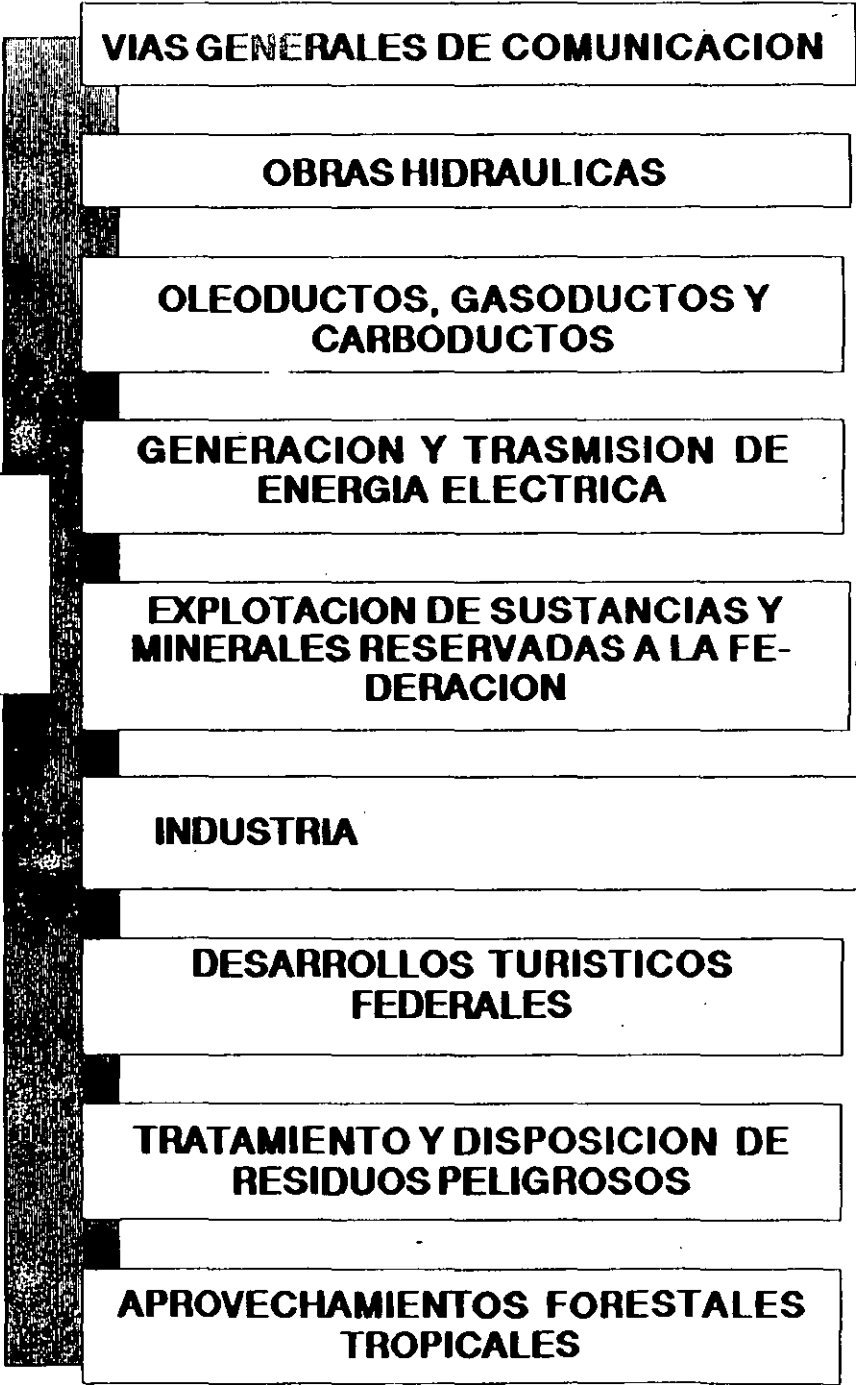 VIAS GENERALES DE COMUNICACION
OBRAS HIDRAULICAS
OLEODUCTOS, GASODUCTOS Y
CARBODUCTOS
GENERACION Y TRASMISION DE
ENERGIA ELECTRICA
EXPLOTACION DE SUSTANCIAS Y
MINERALES RESERVADAS A LA FE-
DERACION
INDUSTRIA
DESARROLLOS TURISTICOS
FEDERALES
TRATAMIENTO Y DISPOSICION DE
RESIDUOS PELIGROSOS
APROVECHAMIENTOS FORESTALES
TROPICALES